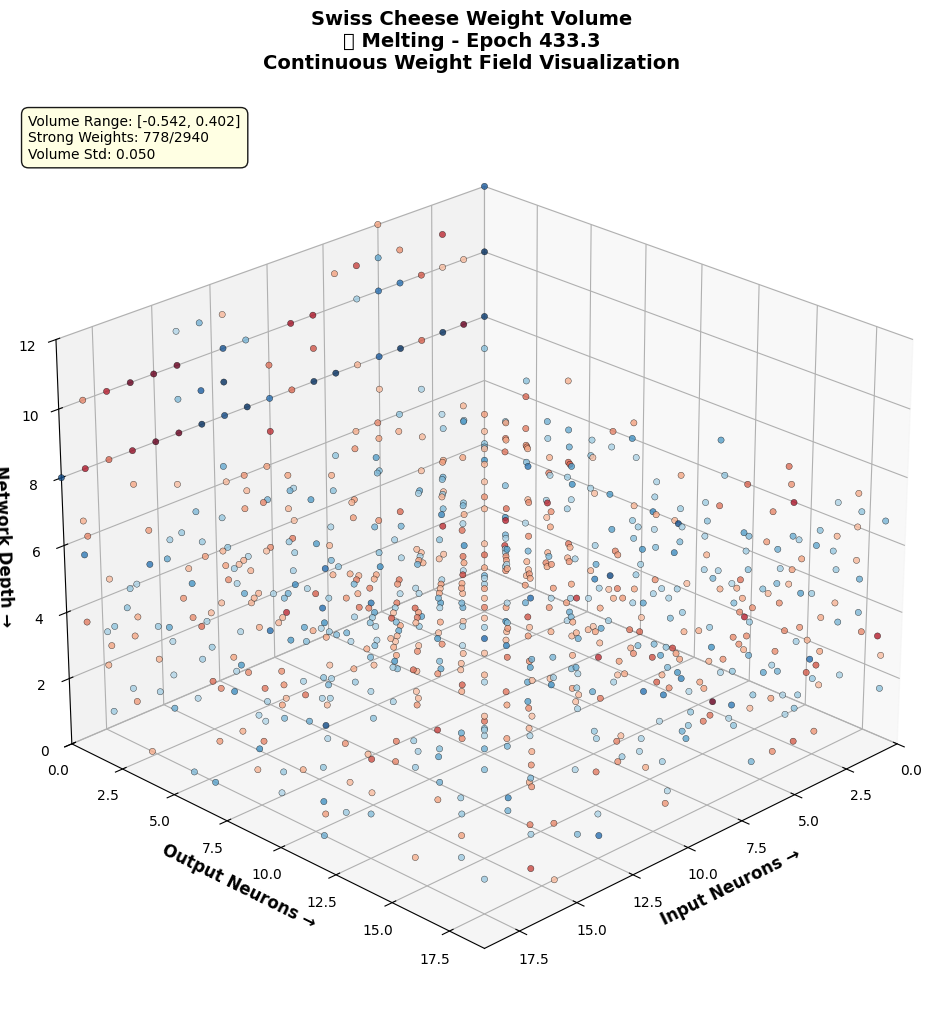 Swiss Cheese Weight Volume
▯ Melting - Epoch 433.3
Continuous Weight Field Visualization
Volume Range: [-0.542, 0.402]
Strong Weights: 778/2940
Volume Std: 0.050
12
10
8
6
4
2
0
Network Depth →
0.0
2.5
5.0
7.5
10.0
12.5
15.0
17.5
Output Neurons →
0.0
2.5
5.0
7.5
10.0
12.5
15.0
17.5
Input Neurons →